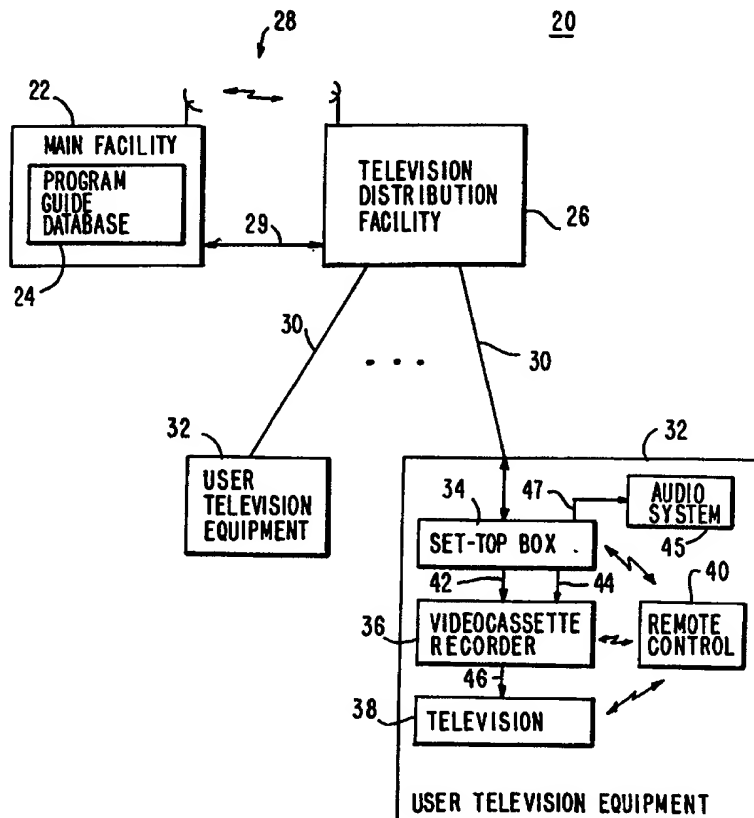 28
20
22
MAIN FACILITY
PROGRAM
GUIDE
DATABASE
24
29
TELEVISION
DISTRIBUTION
FACILITY
26
30
. . .
30
32
USER
TELEVISION
EQUIPMENT
32
34
47
AUDIO
SYSTEM
45
SET-TOP BOX
42
44
40
36
VIDEOCASSETTE
RECORDER
REMOTE
CONTROL
46
38
TELEVISION
USER TELEVISION EQUIPMENT